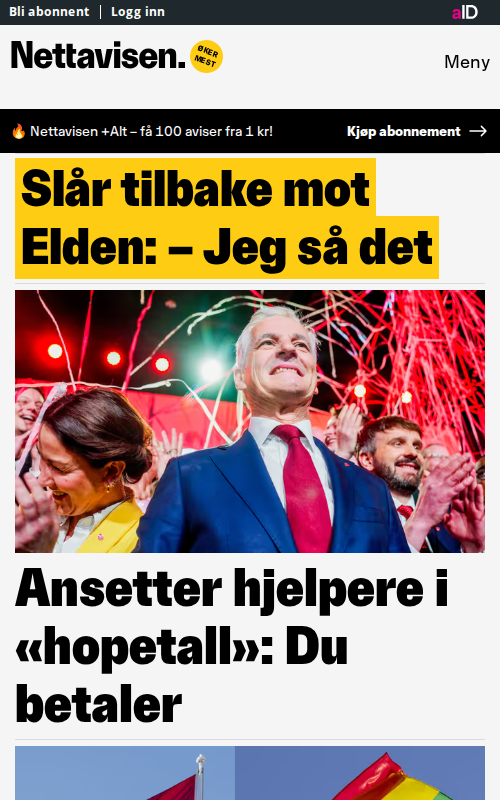 Bli abonnent | Logg inn
aID
Nettavisen.
ØKER
MEST
Meny
🔥 Nettavisen +Alt – få 100 aviser fra 1 kr!
Kjøp abonnement →
Slår tilbake mot
Elden: – Jeg så det
Ansetter hjelpere i
«hopetall»: Du
betaler